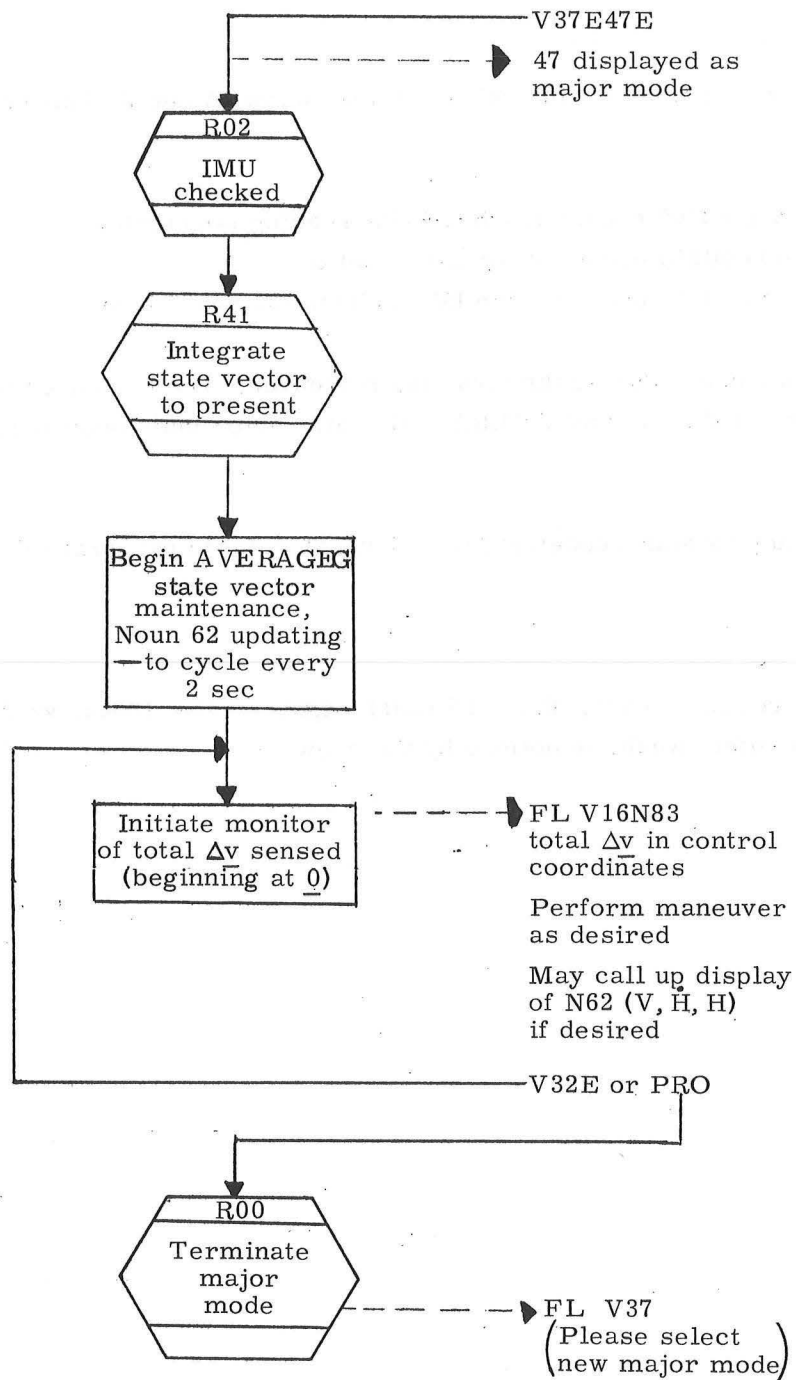 V37E47E
47 displayed as
major mode
R02
IMU
checked
R41
Integrate
state vector
to present
Begin AVERAGEG
state vector
maintenance,
Noun 62 updating
—to cycle every
2 sec
Initiate monitor
of total Δv sensed
(beginning at 0)
FL V16N83
total Δv in control
coordinates
Perform maneuver
as desired
May call up display
of N62 (V, Ḣ, H)
if desired
V32E or PRO
R00
Terminate
major
mode
FL V37
(Please select
new major mode)